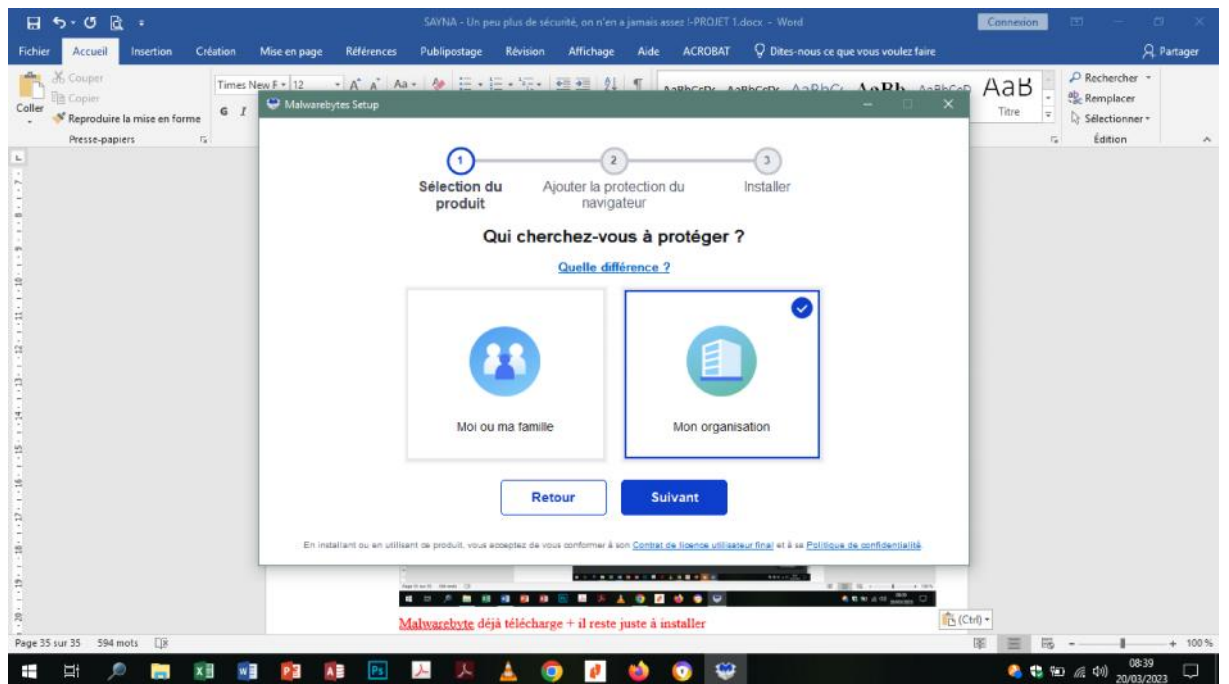 SAYNA - Un peu plus de sécurité, on n'en a jamais assez !-PROJET 1.docx - Word
Connexion
Fichier Accueil Insertion Création Mise en page Références Publipostage Révision Affichage Aide ACROBAT Dites-nous ce que vous voulez faire Partager
Coller
Couper
Copier
Reproduire la mise en forme
Presse-papiers
Times New F 12
G I
AaB
Titre
Rechercher
Remplacer
Sélectionner
Édition
Malwarebytes Setup
1 2 3
Sélection du produit
Ajouter la protection du navigateur
Installer
Qui cherchez-vous à protéger ?
Quelle différence ?
Moi ou ma famille
Mon organisation
Retour
Suivant
En installant ou en utilisant ce produit, vous acceptez de vous conformer à son Contrat de licence utilisateur final et à sa Politique de confidentialité.
Malwarebyte déjà télécharge + il reste juste à installer
(Ctrl)
Page 35 sur 35 594 mots
100 %
08:39
20/03/2023